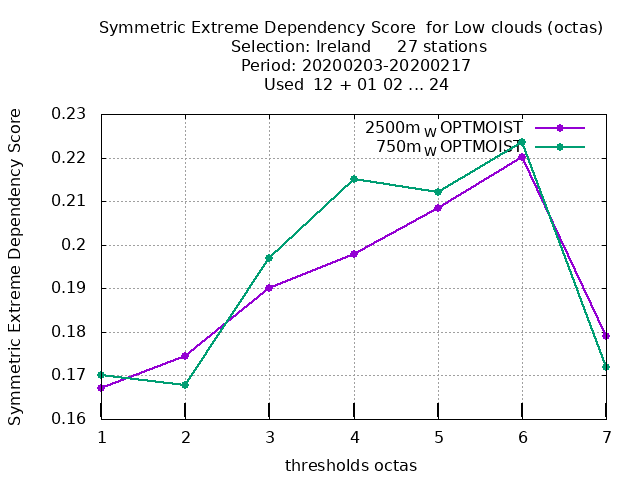 Symmetric Extreme Dependency Score  for Low clouds (octas)
Selection: Ireland     27 stations
Period: 20200203-20200217
Used  12 + 01 02 ... 24
Symmetric Extreme Dependency Score
0.23
0.22
0.21
0.2
0.19
0.18
0.17
0.16
2500m W OPTMOIST
750m W OPTMOIST
1 2 3 4 5 6 7
thresholds octas